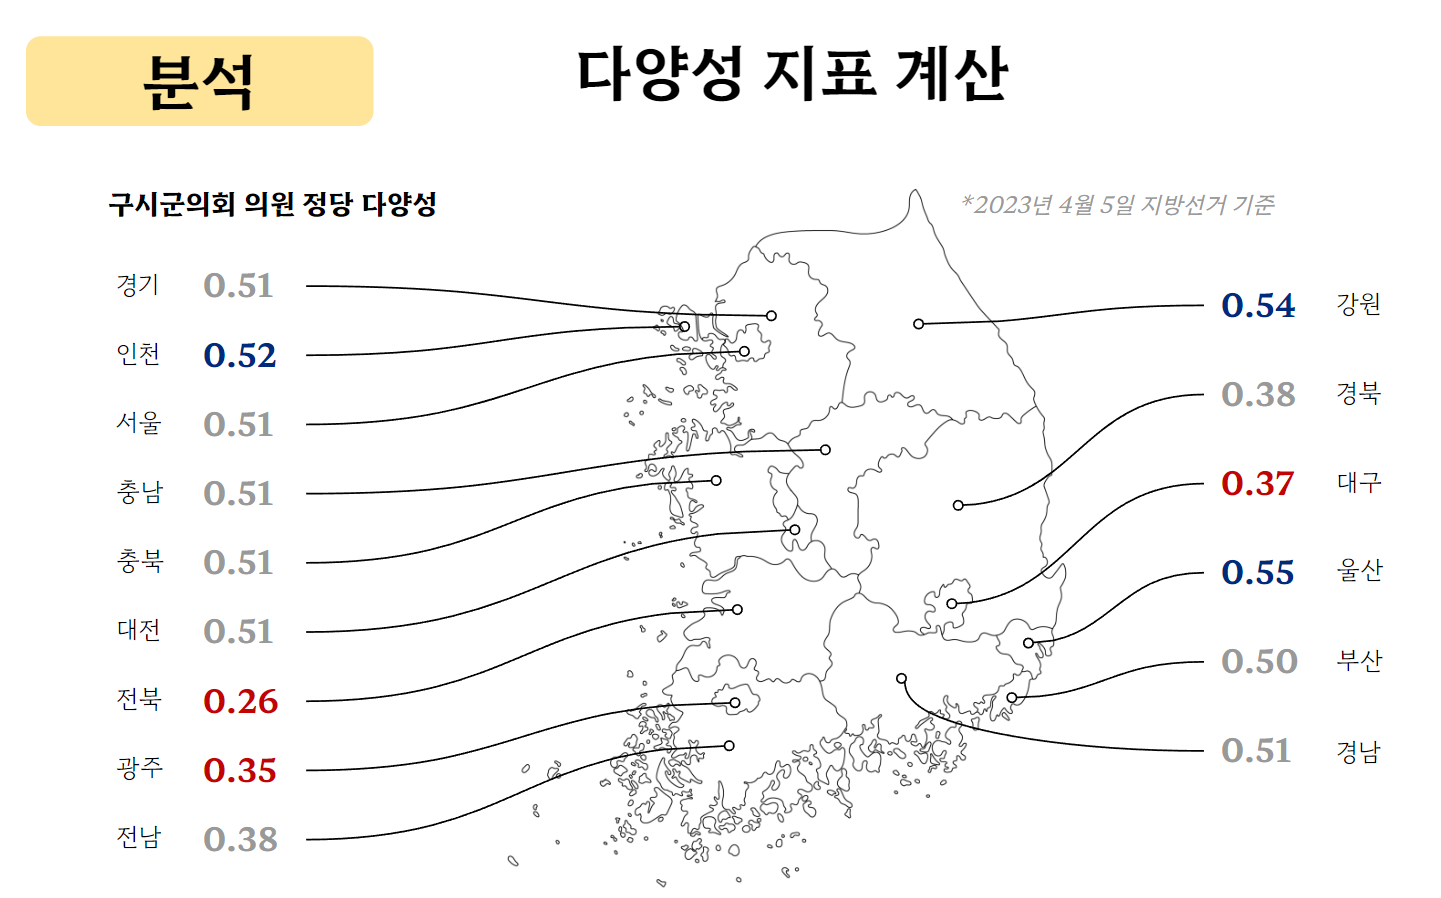 분석
다양성 지표 계산
구시군의회 의원 정당 다양성
*2023년 4월 5일 지방선거 기준
경기 0.51
인천 0.52
서울 0.51
충남 0.51
충북 0.51
대전 0.51
전북 0.26
광주 0.35
전남 0.38
0.54 강원
0.38 경북
0.37 대구
0.55 울산
0.50 부산
0.51 경남